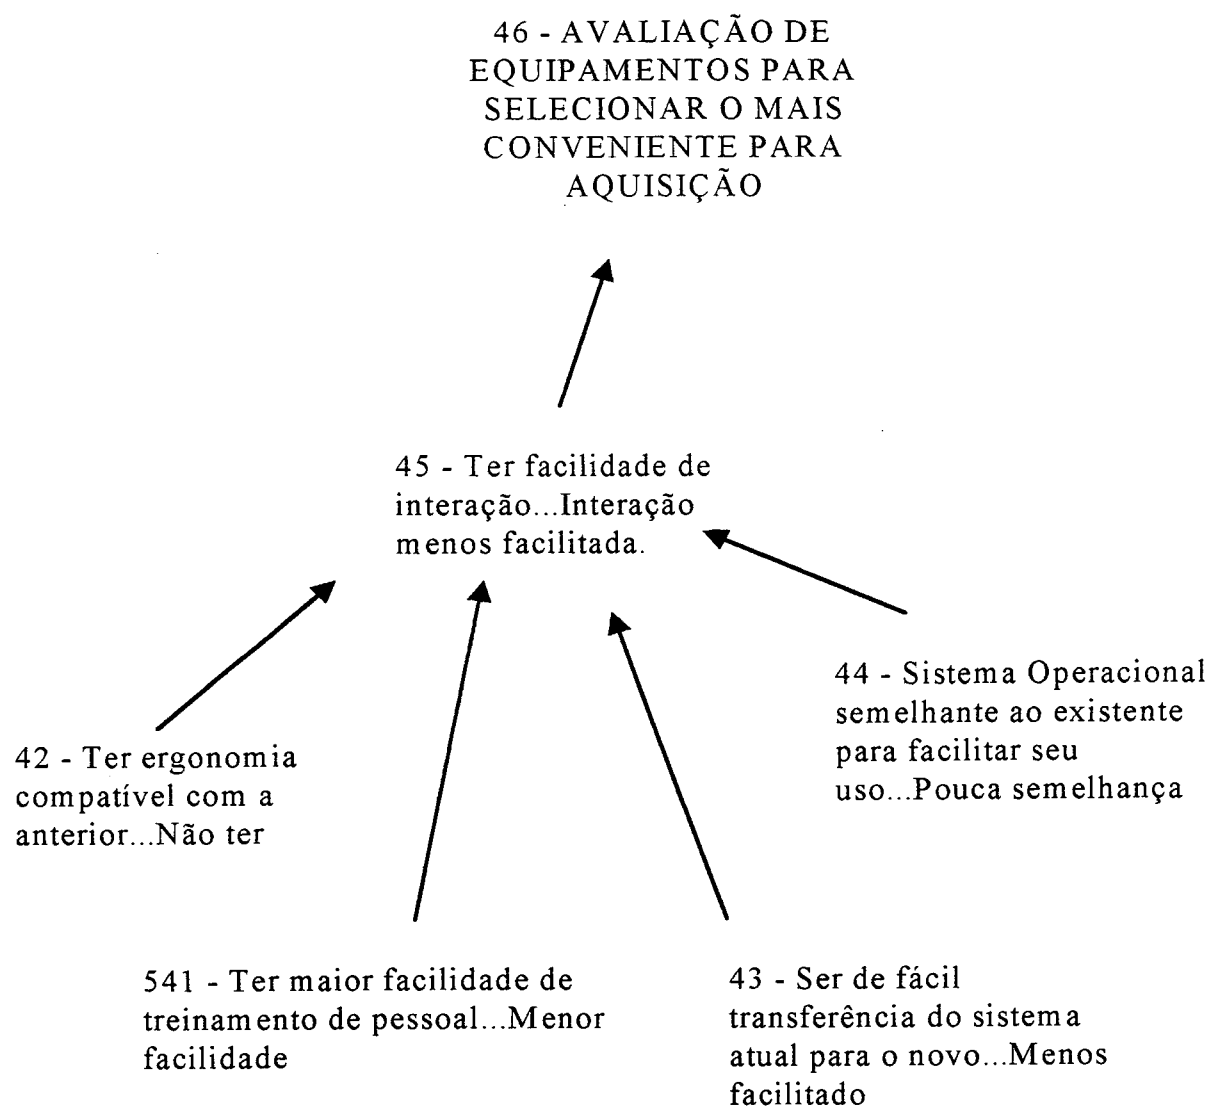 46 - AVALIAÇÃO DE
EQUIPAMENTOS PARA
SELECIONAR O MAIS
CONVENIENTE PARA
AQUISIÇÃO
45 - Ter facilidade de
interação...Interação
menos facilitada.
44 - Sistema Operacional
semelhante ao existente
para facilitar seu
uso...Pouca semelhança
42 - Ter ergonomia
compatível com a
anterior...Não ter
541 - Ter maior facilidade de
treinamento de pessoal...Menor
facilidade
43 - Ser de fácil
transferência do sistema
atual para o novo...Menos
facilitado